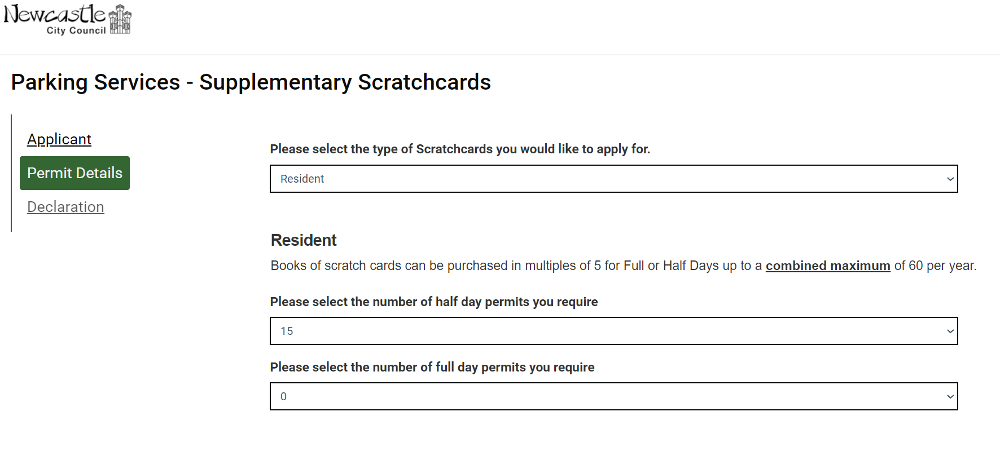 Newcastle
City Council
Parking Services - Supplementary Scratchcards
Applicant
Permit Details
Declaration
Please select the type of Scratchcards you would like to apply for.
Resident
Resident
Books of scratch cards can be purchased in multiples of 5 for Full or Half Days up to a combined maximum of 60 per year.
Please select the number of half day permits you require
15
Please select the number of full day permits you require
0